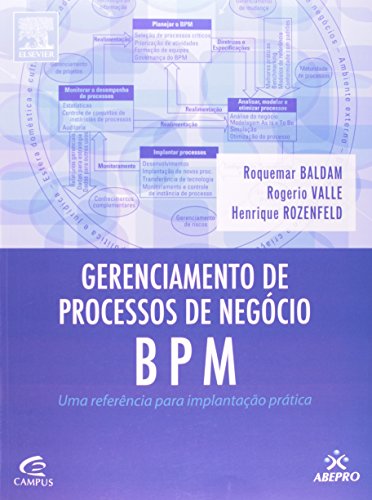 ELSEVIER
Planejar o BPM
Seleção de processos críticos
Priorização de atividades
Formação de equipes
Governança do BPM
Diretrizes e
Especificações
Realimentação
Realimentação
Realimentação
Gerenciamento
de projetos
Monitorar o desempenho
de processos
Estatísticas
Controle de conjuntos de
instâncias de processos
Auditoria
Maturidade de
processos
Analisar, modelar e
otimizar processos
Análise do negócio
Modelagem As Is e To Be
Simulação
Otimização do processo
Monitoramento
Implantar processos
Desenvolvimentos
Implantação de novos proc.
Transferência de tecnologia
Monitoramento e controle
de instância de processo
Conhecimentos
complementares
Gerenciamento
de riscos
Roquemar BALDAM
Rogerio VALLE
Henrique ROZENFELD
GERENCIAMENTO DE
PROCESSOS DE NEGÓCIO
BPM
Uma referência para implantação prática
CAMPUS
ABEPRO